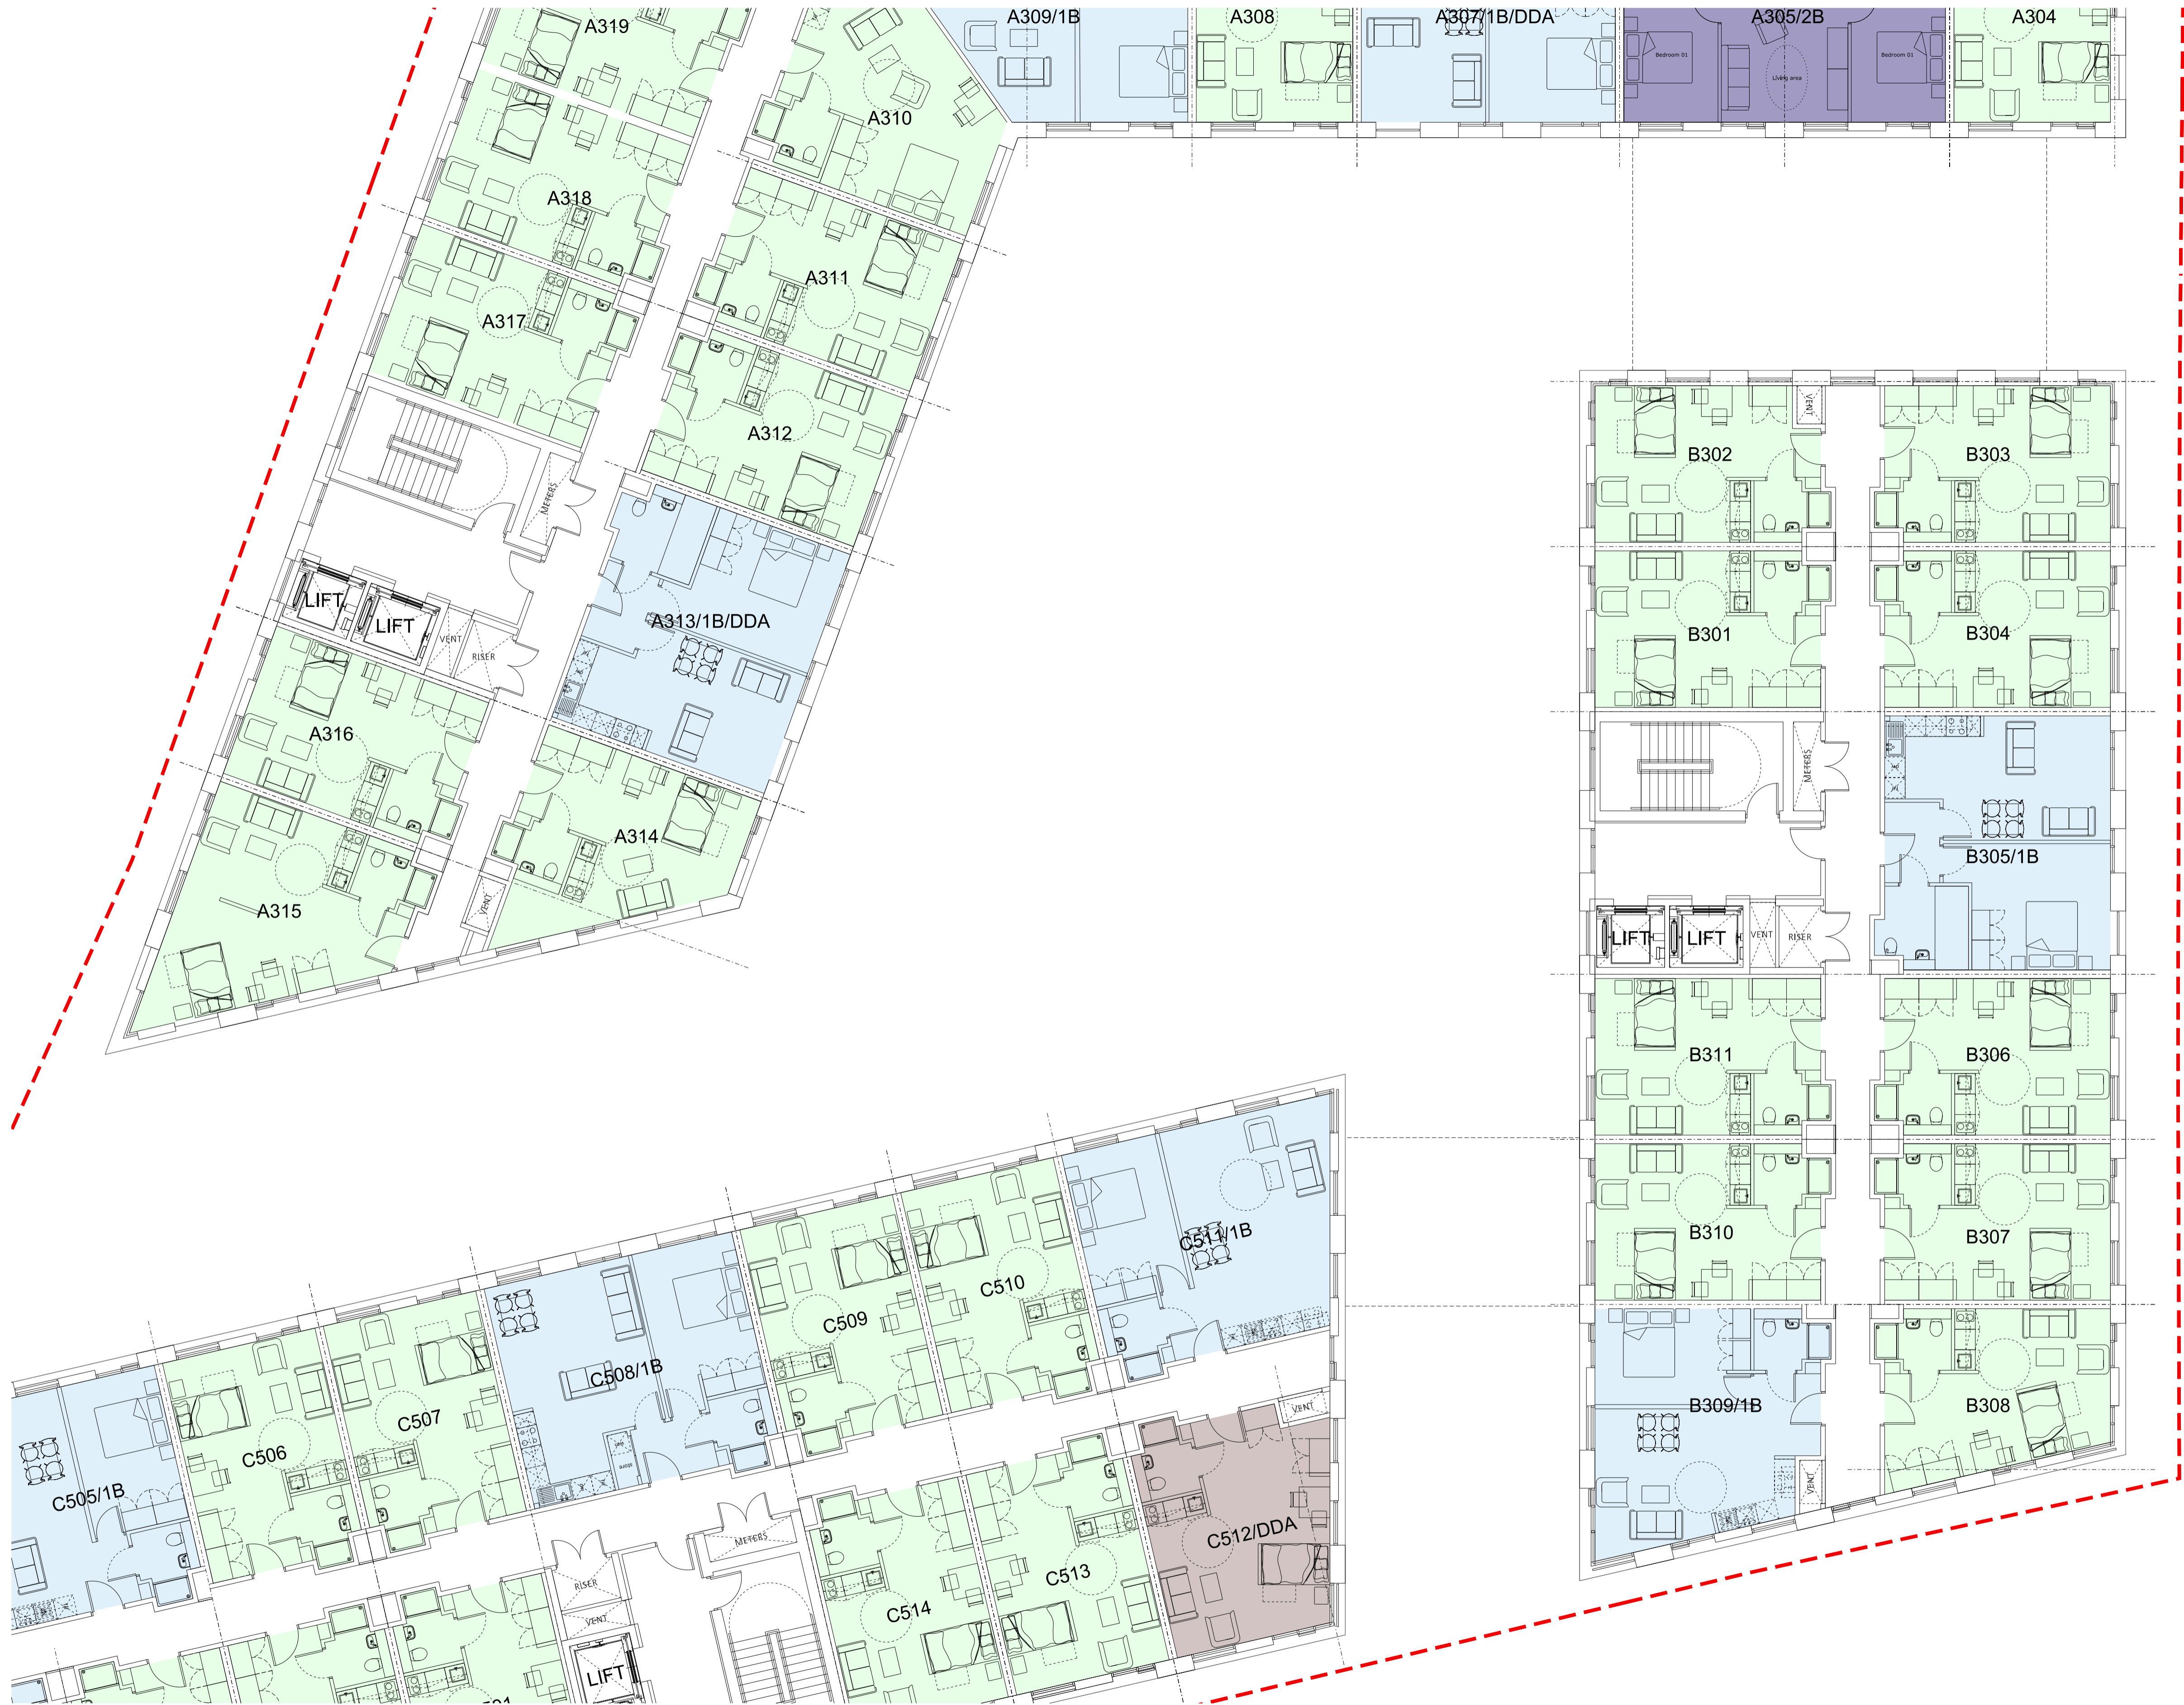 A319
A309/1B
A308
A307/1B/DDA
A305/2B
A304
Bedroom 01
Living area
Bedroom 01
A310
A318
A311
A317
A312
METERS
LIFT
LIFT
VENT
RISER
A313/1B/DDA
A316
A314
A315
VENT
VENT
B302
B303
B301
B304
METERS
B305/1B
LIFT
LIFT
VENT
RISER
B311
B306
B310
B307
B309/1B
B308
VENT
C511/1B
C510
C509
C508/1B
store
C507
C506
C505/1B
VENT
METERS
RISER
VENT
LIFT
C512/DDA
C513
C514